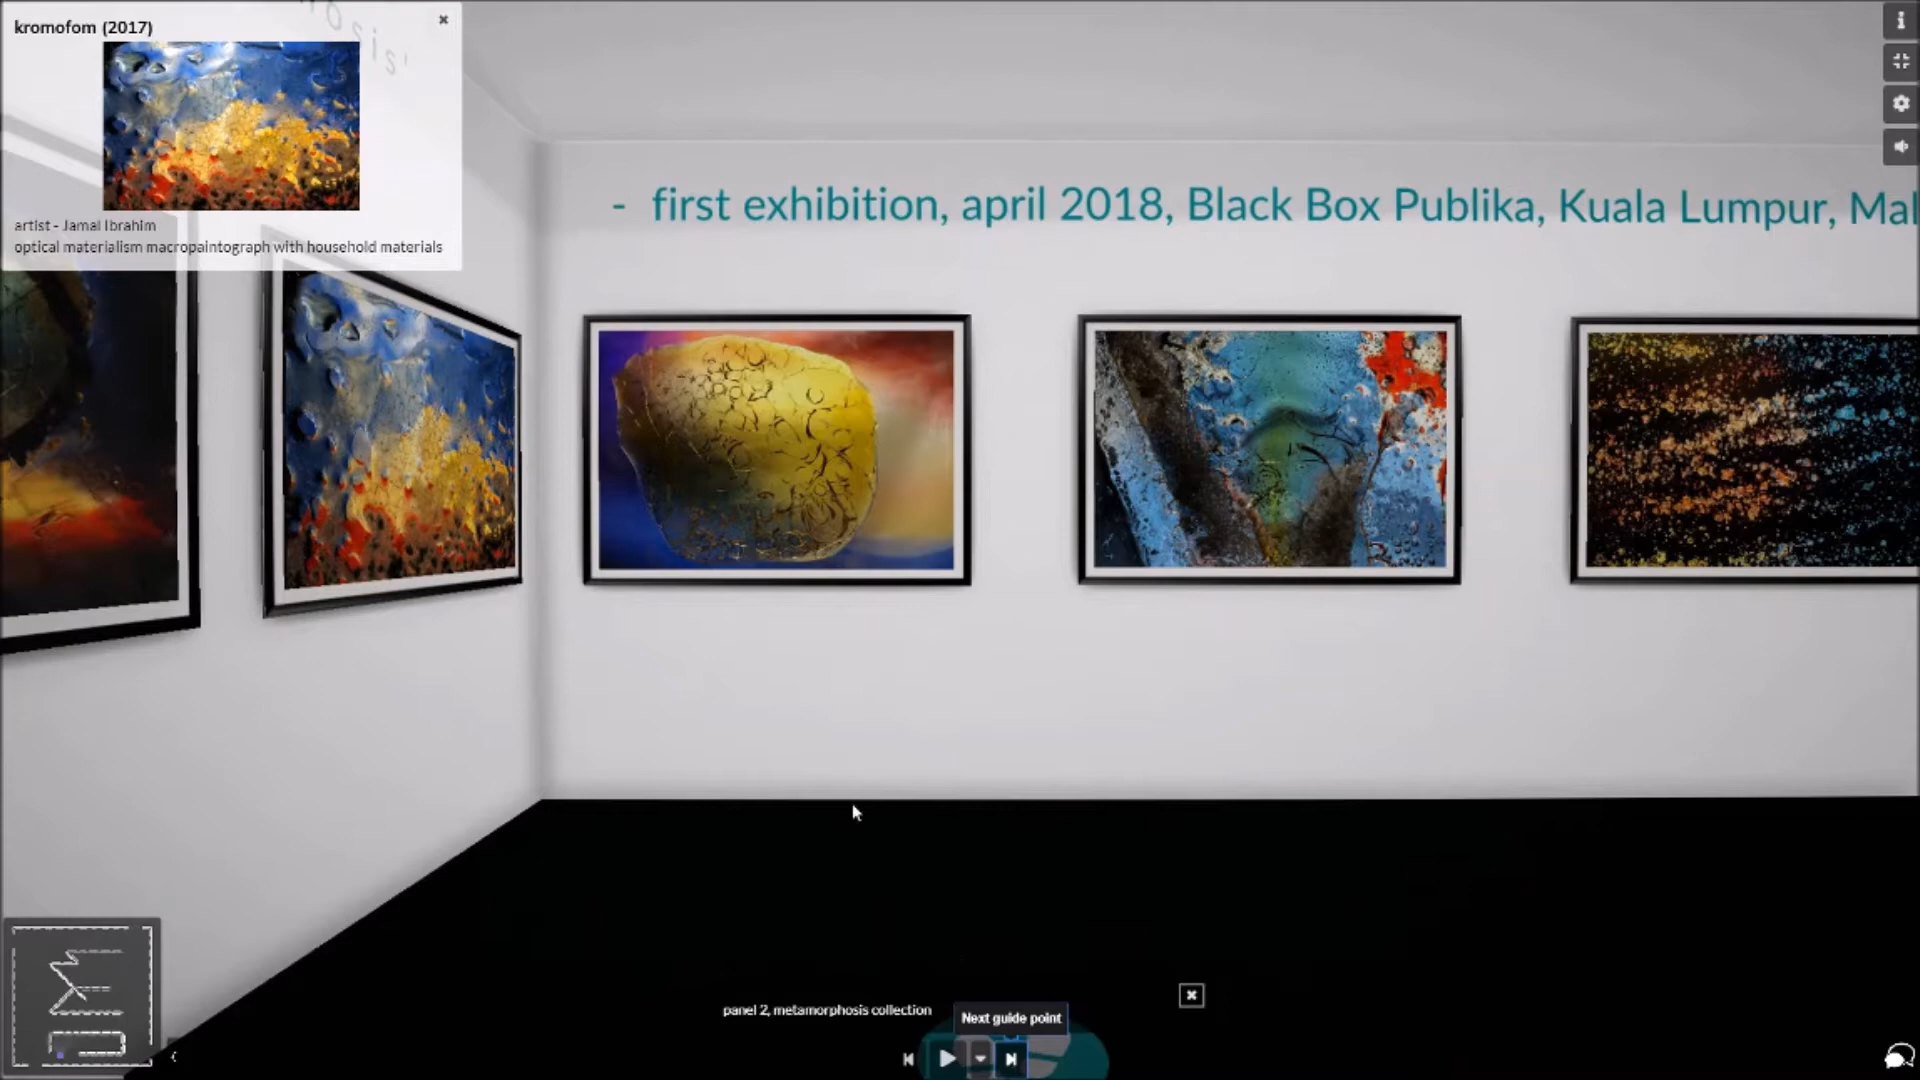 kromofom (2017)
osis'
artist - Jamal Ibrahim
optical materialism macropaintograph with household materials
- first exhibition, april 2018, Black Box Publika, Kuala Lumpur, Mal
panel 2, metamorphosis collection
Next guide point